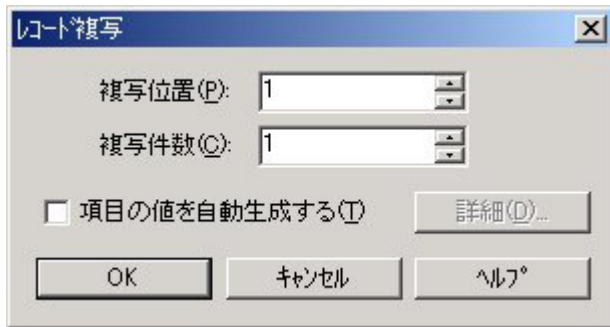 ﾚｺｰﾄﾞ複写
複写位置(P): 1
複写件数(C): 1
項目の値を自動生成する(T) 詳細(D)...
OK ｷｬﾝｾﾙ ﾍﾙﾌﾟ